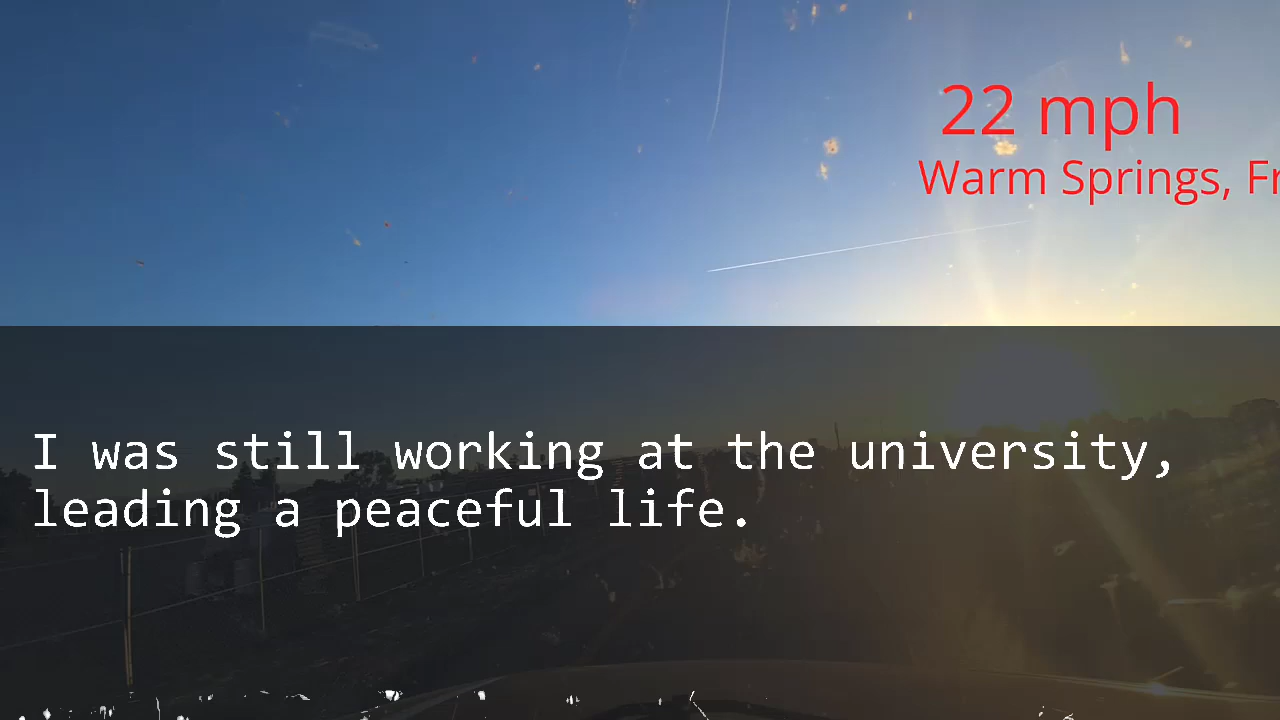 22 mph
Warm Springs, Fr
I was still working at the university,
leading a peaceful life.